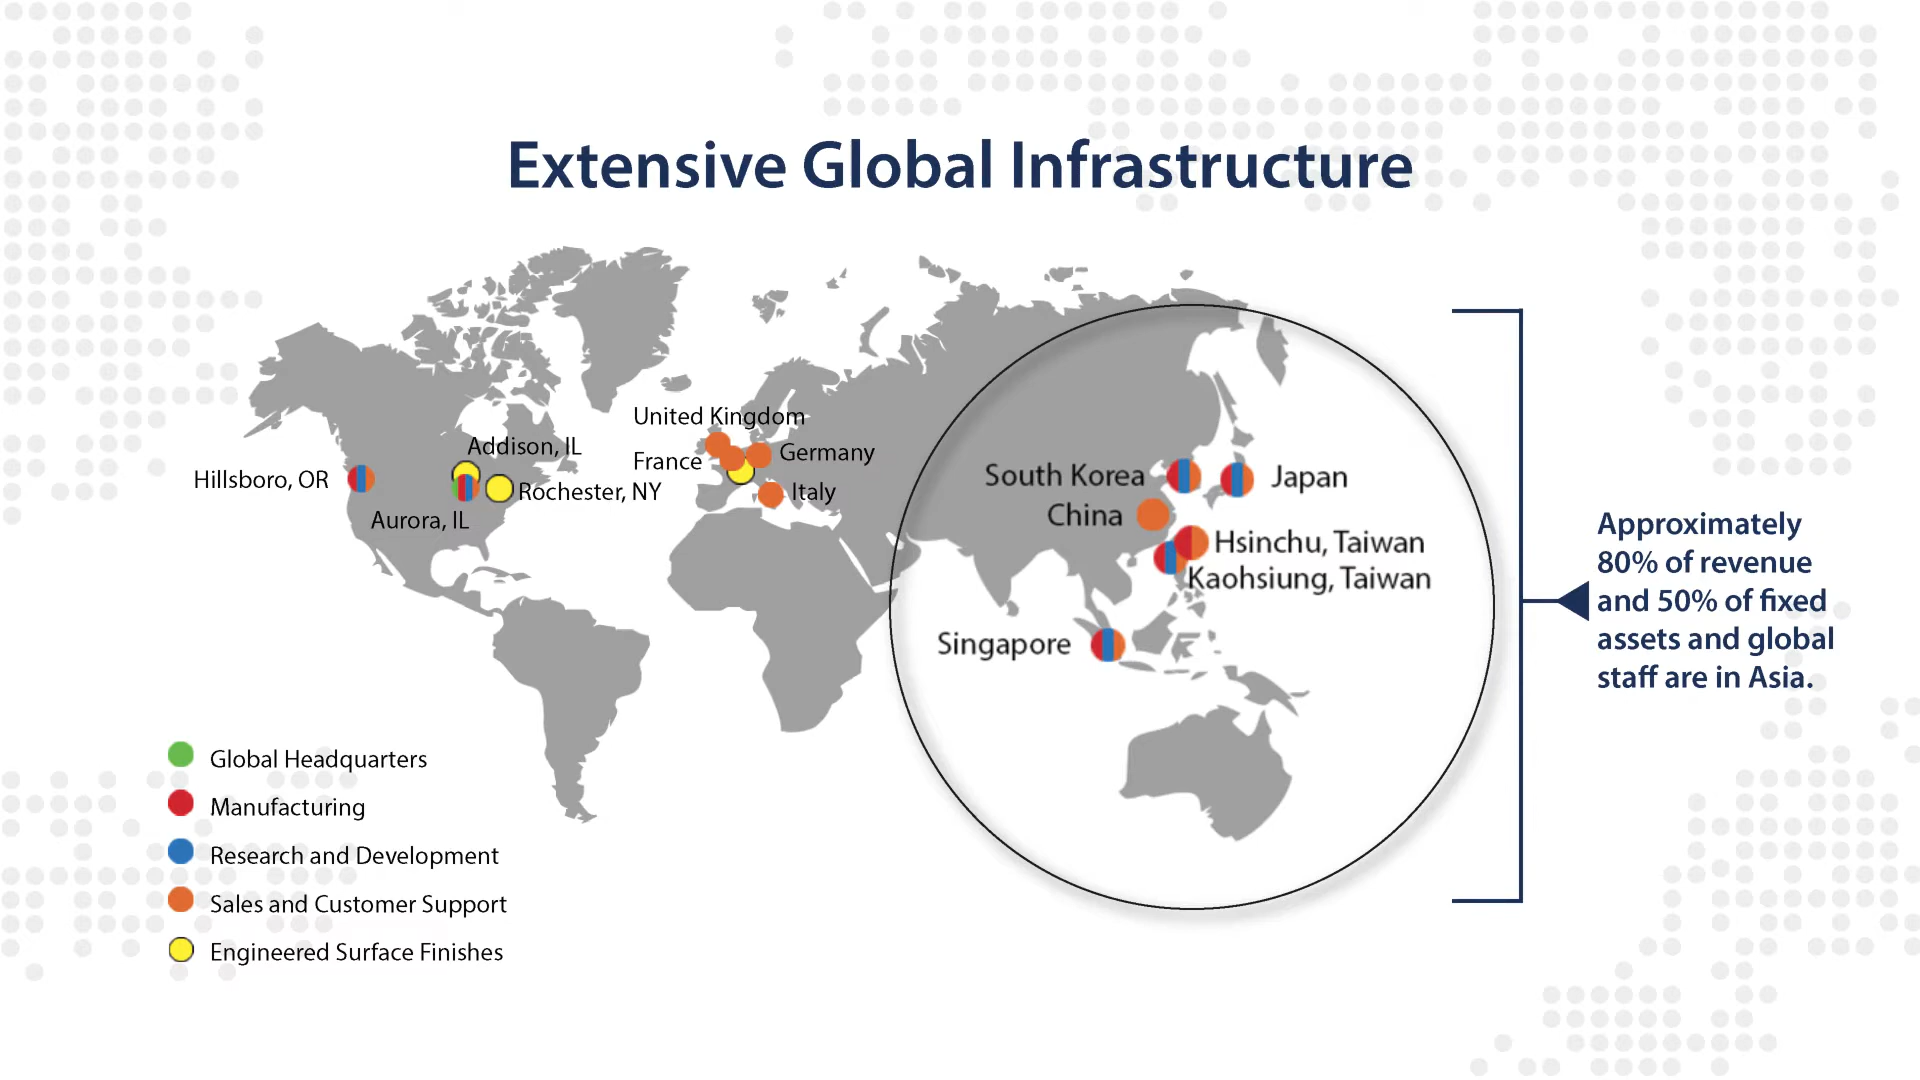 Extensive Global Infrastructure
United Kingdom
Addison, IL
Germany
France
Hillsboro, OR
Rochester, NY
Italy
Aurora, IL
South Korea
Japan
China
Hsinchu, Taiwan
Kaohsiung, Taiwan
Singapore
Approximately
80% of revenue
and 50% of fixed
assets and global
staff are in Asia.
Global Headquarters
Manufacturing
Research and Development
Sales and Customer Support
Engineered Surface Finishes